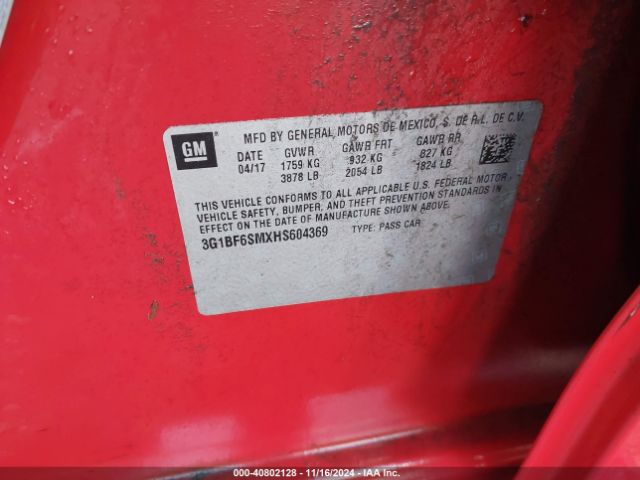 GM
MFD BY GENERAL MOTORS DE MEXICO, S. DE R.L. DE C.V.
DATE GVWR GAWR FRT GAWR RR
04/17 1759 KG 932 KG 827 KG
3878 LB 2054 LB 1824 LB
THIS VEHICLE CONFORMS TO ALL APPLICABLE U.S. FEDERAL MOTOR
VEHICLE SAFETY, BUMPER, AND THEFT PREVENTION STANDARDS IN
EFFECT ON THE DATE OF MANUFACTURE SHOWN ABOVE.
3G1BF6SMXHS604369 TYPE: PASS CAR
000-40802128 - 11/16/2024 - IAA Inc.